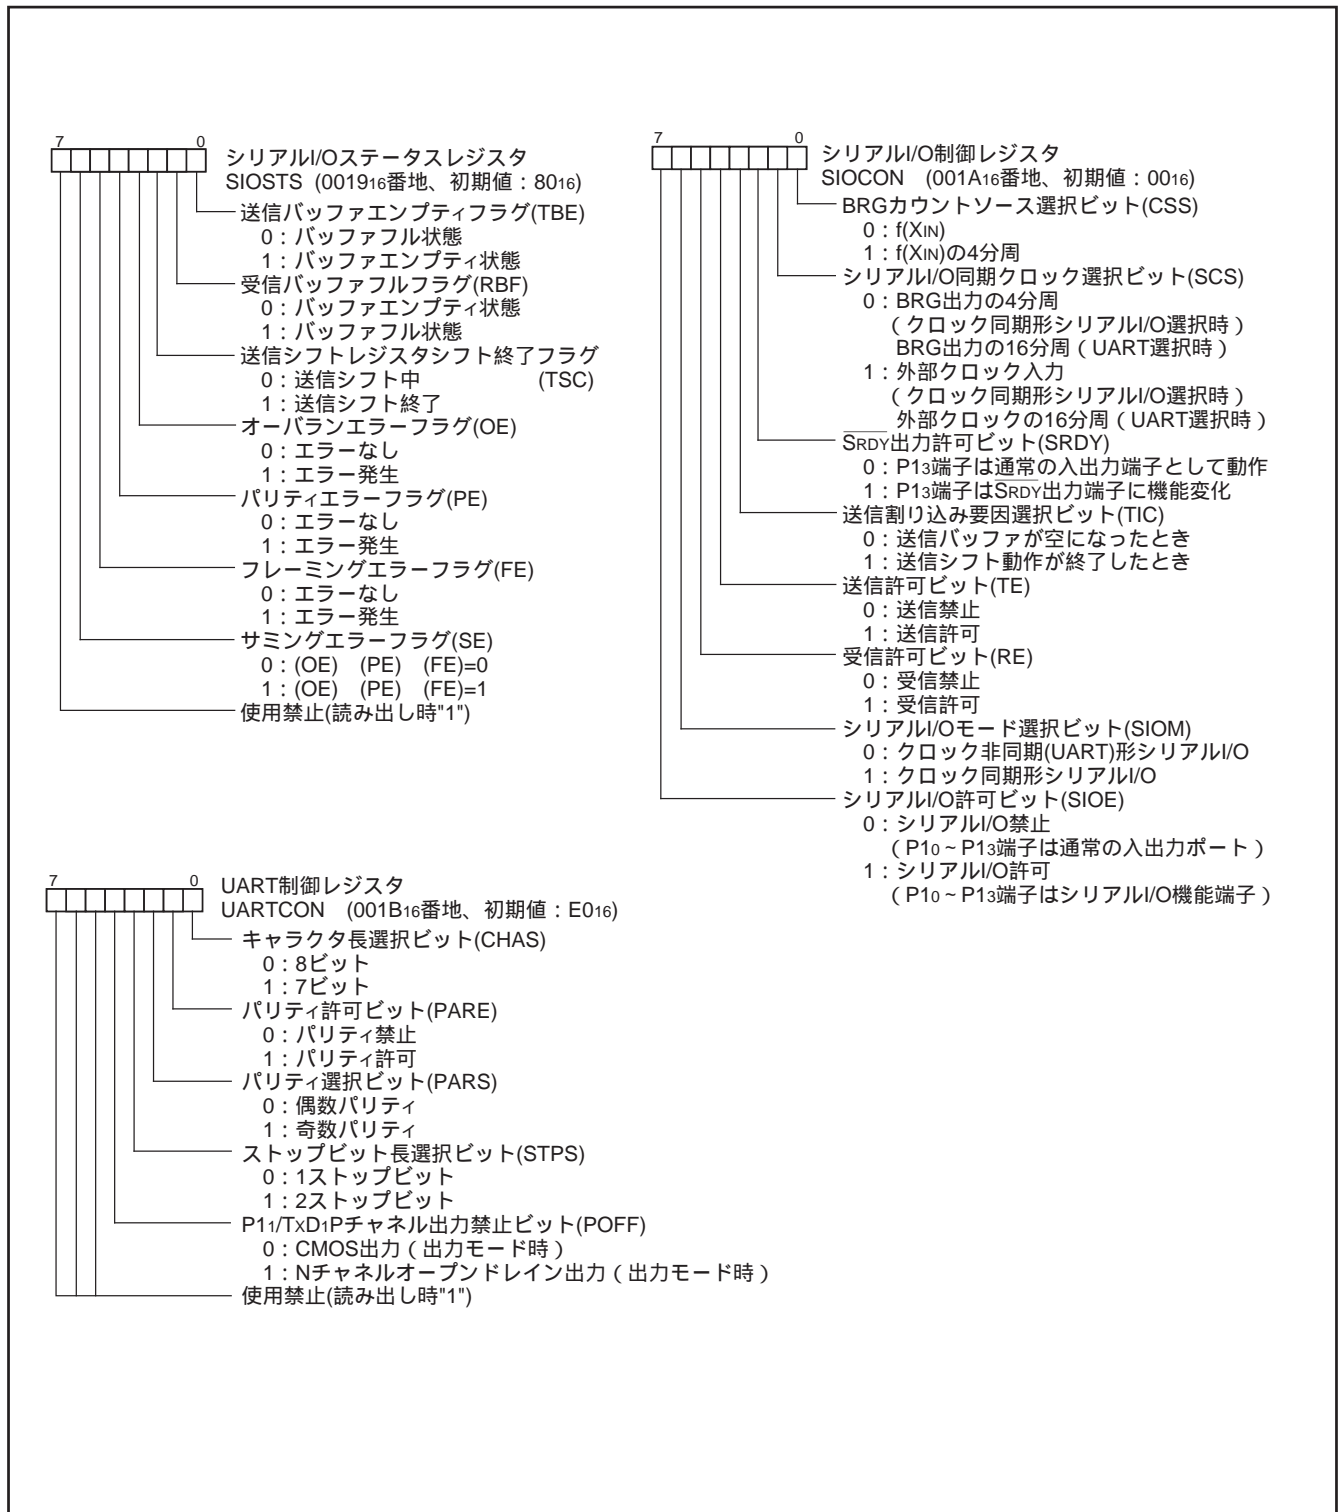 7 0
シリアルI/Oステータスレジスタ
SIOSTS (001916番地、初期値：8016)
送信バッファエンプティフラグ(TBE)
0：バッファフル状態
1：バッファエンプティ状態
受信バッファフルフラグ(RBF)
0：バッファエンプティ状態
1：バッファフル状態
送信シフトレジスタシフト終了フラグ
0：送信シフト中 (TSC)
1：送信シフト終了
オーバランエラーフラグ(OE)
0：エラーなし
1：エラー発生
パリティエラーフラグ(PE)
0：エラーなし
1：エラー発生
フレーミングエラーフラグ(FE)
0：エラーなし
1：エラー発生
サミングエラーフラグ(SE)
0：(OE) (PE) (FE)=0
1：(OE) (PE) (FE)=1
使用禁止(読み出し時"1")
7 0
シリアルI/O制御レジスタ
SIOCON (001A16番地、初期値：0016)
BRGカウントソース選択ビット(CSS)
0：f(XIN)
1：f(XIN)の4分周
シリアルI/O同期クロック選択ビット(SCS)
0：BRG出力の4分周
（クロック同期形シリアルI/O選択時）
BRG出力の16分周（UART選択時）
1：外部クロック入力
（クロック同期形シリアルI/O選択時）
外部クロックの16分周（UART選択時）
SRDY出力許可ビット(SRDY)
0：P13端子は通常の入出力端子として動作
1：P13端子はSRDY出力端子に機能変化
送信割り込み要因選択ビット(TIC)
0：送信バッファが空になったとき
1：送信シフト動作が終了したとき
送信許可ビット(TE)
0：送信禁止
1：送信許可
受信許可ビット(RE)
0：受信禁止
1：受信許可
シリアルI/Oモード選択ビット(SIOM)
0：クロック非同期(UART)形シリアルI/O
1：クロック同期形シリアルI/O
シリアルI/O許可ビット(SIOE)
0：シリアルI/O禁止
（P10～P13端子は通常の入出力ポート）
1：シリアルI/O許可
（P10～P13端子はシリアルI/O機能端子）
7 0
UART制御レジスタ
UARTCON (001B16番地、初期値：E016)
キャラクタ長選択ビット(CHAS)
0：8ビット
1：7ビット
パリティ許可ビット(PARE)
0：パリティ禁止
1：パリティ許可
パリティ選択ビット(PARS)
0：偶数パリティ
1：奇数パリティ
ストップビット長選択ビット(STPS)
0：1ストップビット
1：2ストップビット
P11/TXD1Pチャネル出力禁止ビット(POFF)
0：CMOS出力（出力モード時）
1：Nチャネルオープンドレイン出力（出力モード時）
使用禁止(読み出し時"1")